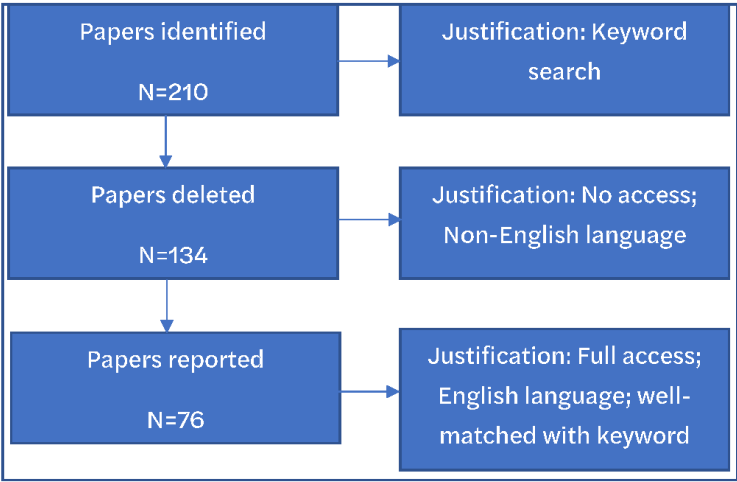 Papers identified
N=210
Justification: Keyword
search
Papers deleted
N=134
Justification: No access;
Non-English language
Papers reported
N=76
Justification: Full access;
English language; well-
matched with keyword